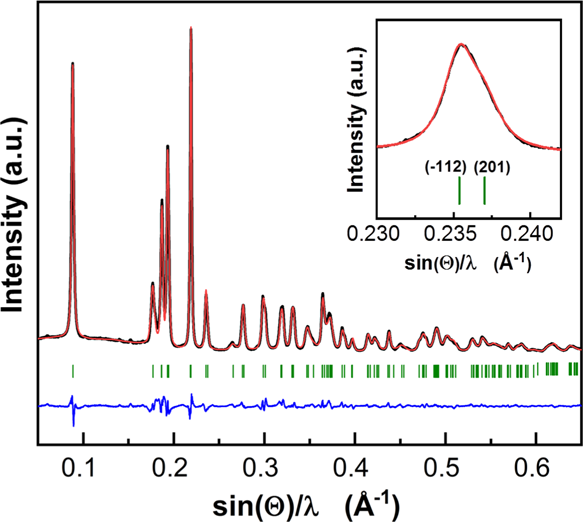 Intensity (a.u.)
0.1 0.2 0.3 0.4 0.5 0.6
sin(Θ)/λ (Å⁻¹)
Intensity (a.u.)
(-112) (201)
0.230 0.235 0.240
sin(Θ)/λ (Å⁻¹)